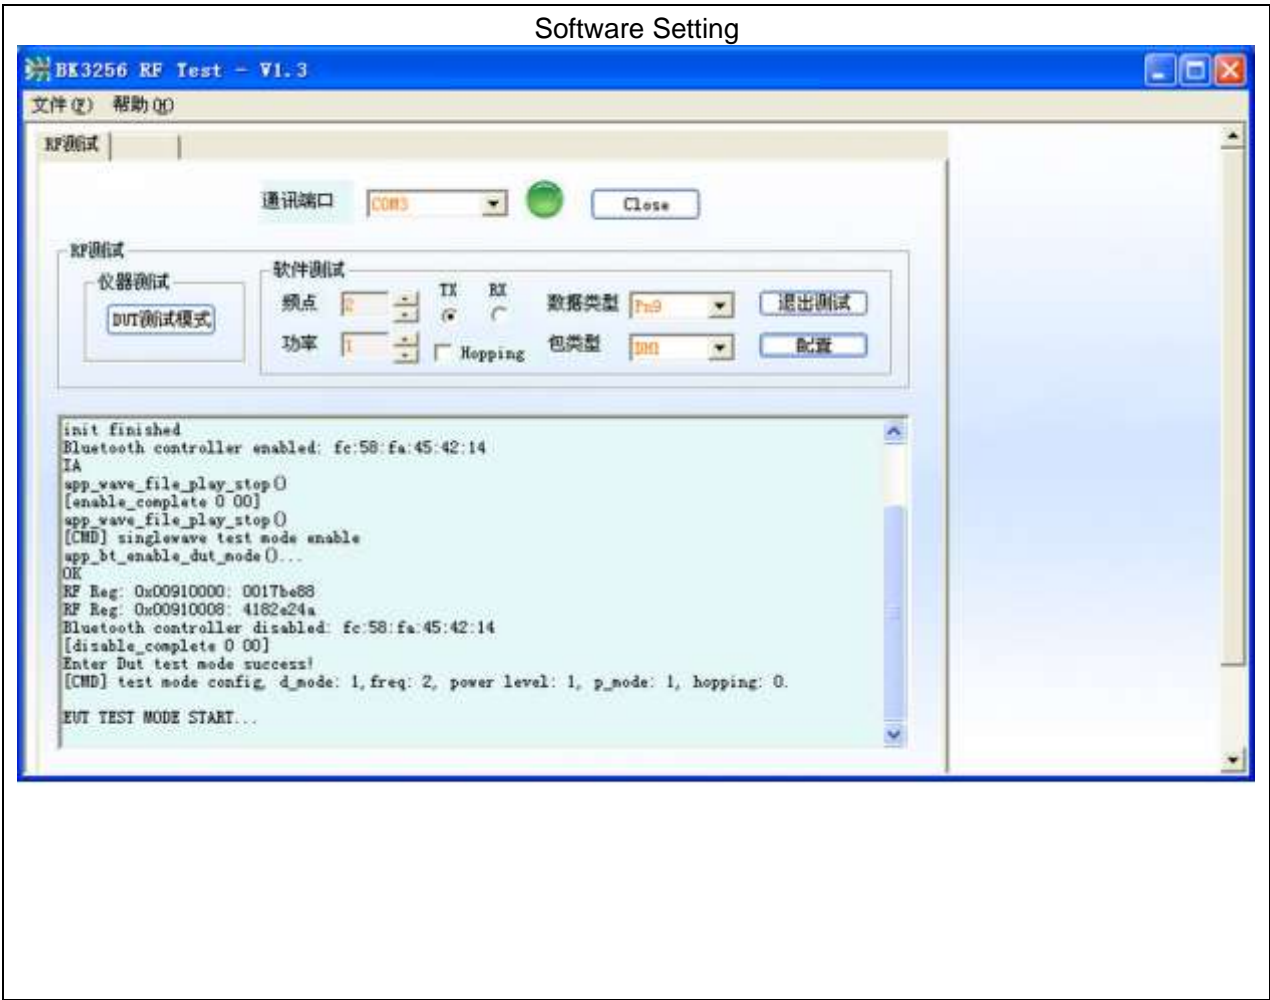 Software Setting
BK3256 RF Test - V1.3
文件(F) 帮助(H)
RF测试
通讯端口 COM3 Close
RF测试
仪器测试 软件测试
频点 2 TX RX 数据类型 Pn9 退出测试
DUT测试模式
功率 1 Hopping 包类型 DM1 配置
init finished
Bluetooth controller enabled: fc:58:fa:45:42:14
IA
app_wave_file_play_stop()
[enable_complete 0 00]
app_wave_file_play_stop()
[CMD] singlewave test mode enable
app_bt_enable_dut_mode()...
OK
RF Reg: 0x00910000: 0017be88
RF Reg: 0x00910008: 4182e24a
Bluetooth controller disabled: fc:58:fa:45:42:14
[disable_complete 0 00]
Enter Dut test mode success!
[CMD] test mode config, d_mode: 1,freq: 2, power level: 1, p_mode: 1, hopping: 0.
EUT TEST MODE START...